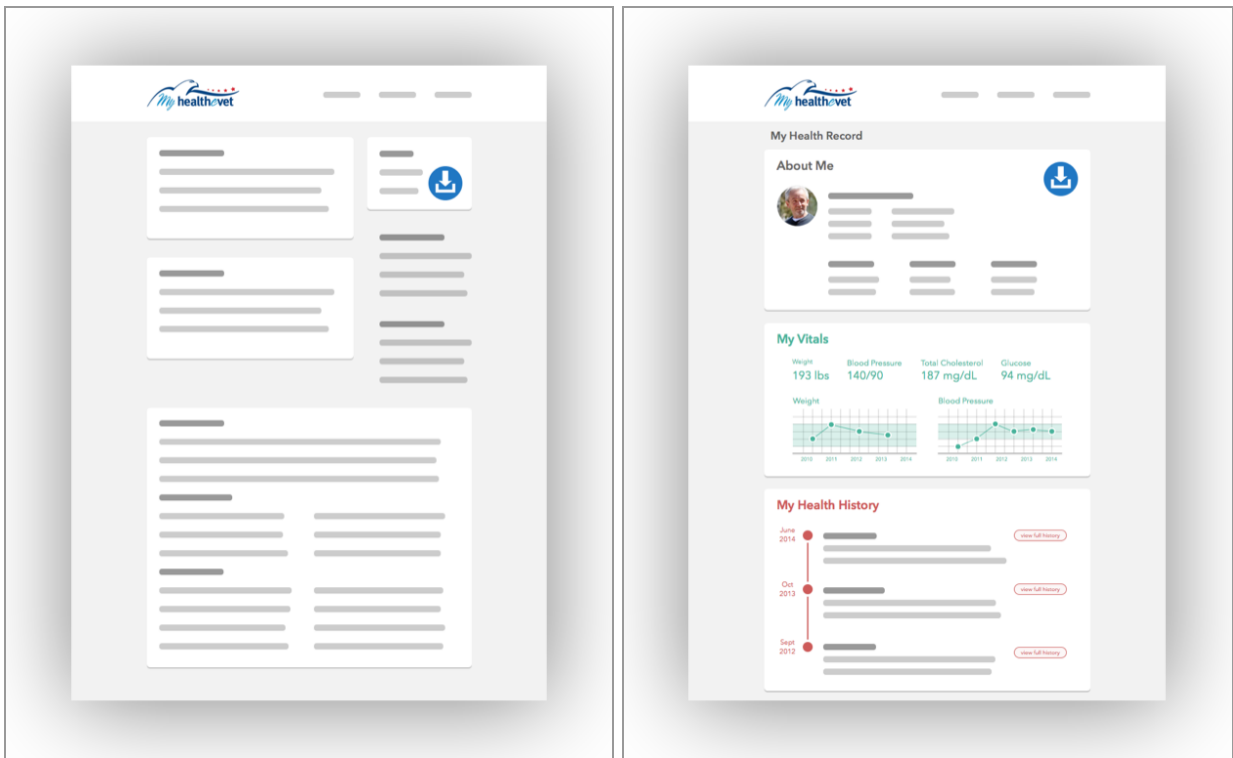 My healthevet
My healthevet
My Health Record
About Me
My Vitals
Weight Blood Pressure Total Cholesterol Glucose
193 lbs 140/90 187 mg/dL 94 mg/dL
Weight Blood Pressure
2010 2011 2012 2013 2014 2010 2011 2012 2013 2014
My Health History
June
2014
view full history
Oct
2013
view full history
Sept
2012
view full history